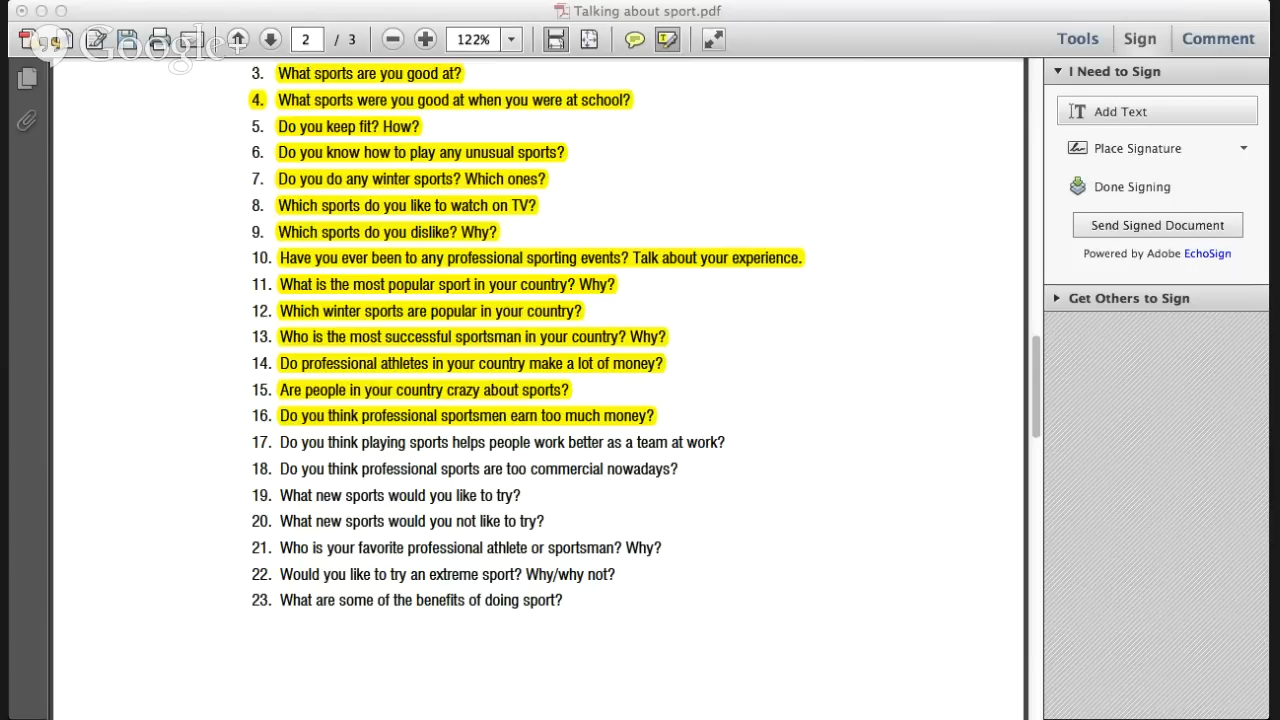 Talking about sport.pdf
Google+
2 / 3
122%
Tools
Sign
Comment
3. What sports are you good at?
4. What sports were you good at when you were at school?
5. Do you keep fit? How?
6. Do you know how to play any unusual sports?
7. Do you do any winter sports? Which ones?
8. Which sports do you like to watch on TV?
9. Which sports do you dislike? Why?
10. Have you ever been to any professional sporting events? Talk about your experience.
11. What is the most popular sport in your country? Why?
12. Which winter sports are popular in your country?
13. Who is the most successful sportsman in your country? Why?
14. Do professional athletes in your country make a lot of money?
15. Are people in your country crazy about sports?
16. Do you think professional sportsmen earn too much money?
17. Do you think playing sports helps people work better as a team at work?
18. Do you think professional sports are too commercial nowadays?
19. What new sports would you like to try?
20. What new sports would you not like to try?
21. Who is your favorite professional athlete or sportsman? Why?
22. Would you like to try an extreme sport? Why/why not?
23. What are some of the benefits of doing sport?
I Need to Sign
Add Text
Place Signature
Done Signing
Send Signed Document
Powered by Adobe EchoSign
Get Others to Sign